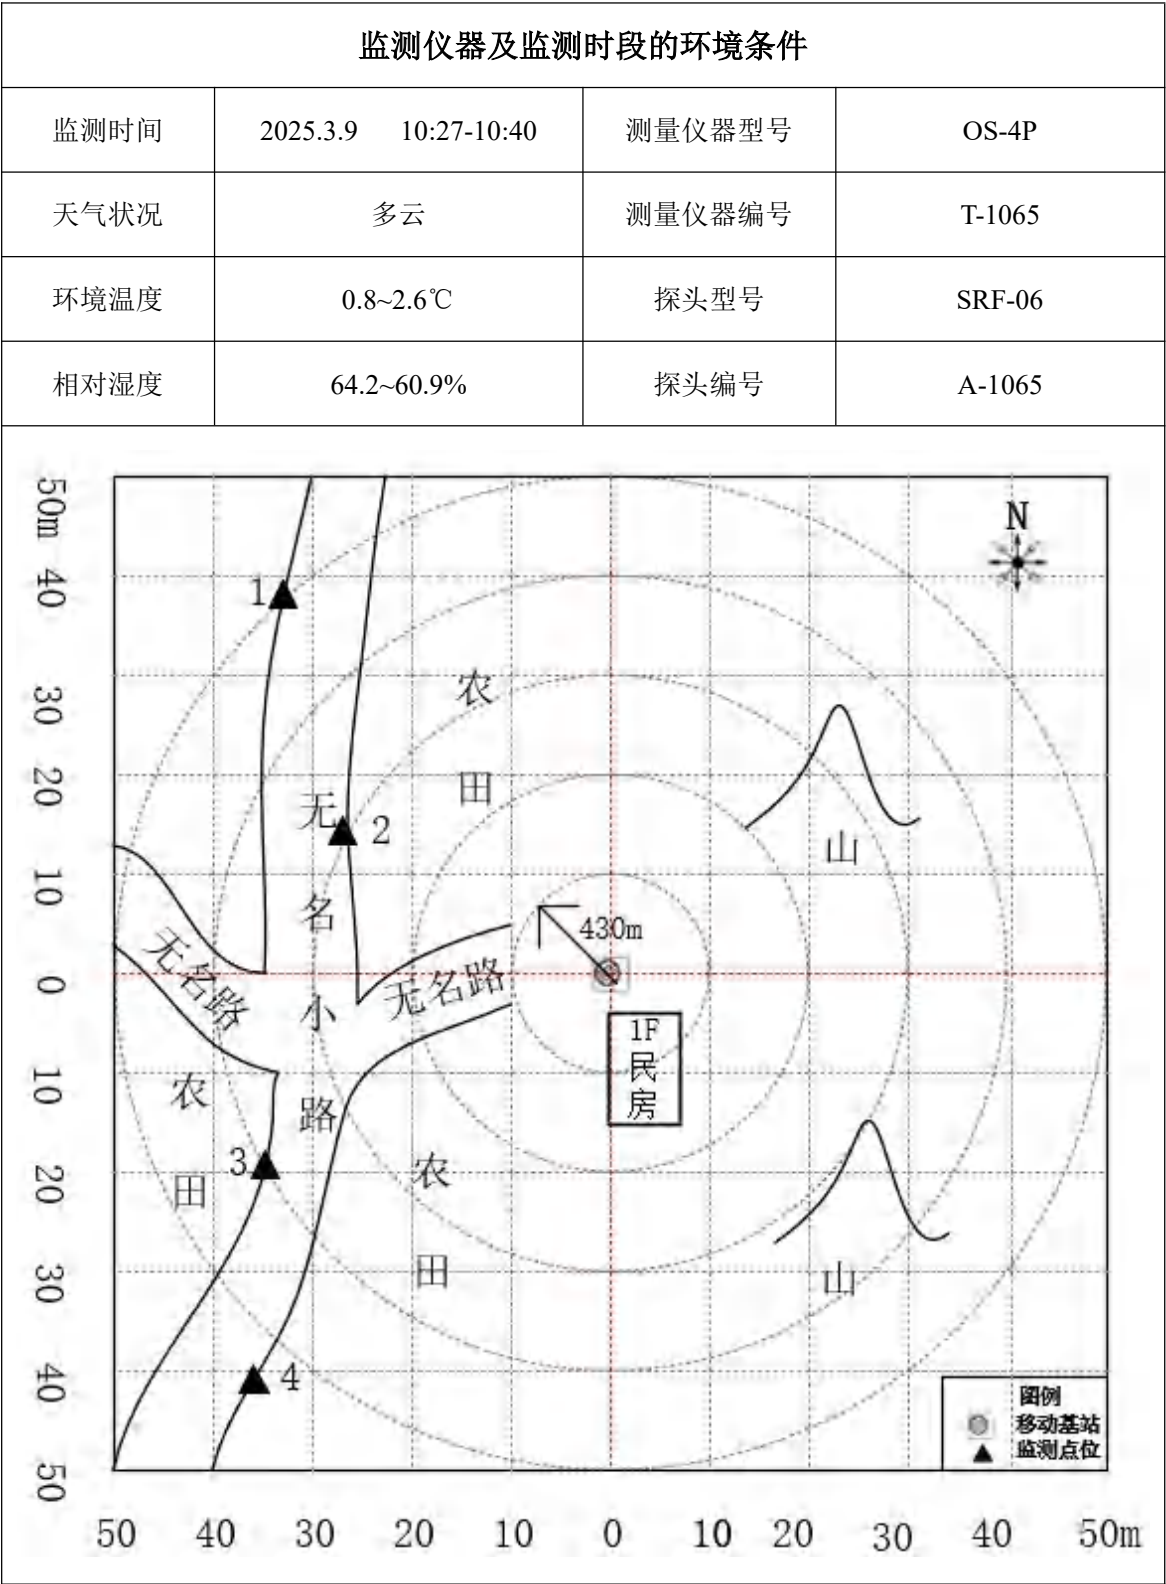 监测仪器及监测时段的环境条件
监测时间 2025.3.9 10:27-10:40 测量仪器型号 OS-4P
天气状况 多云 测量仪器编号 T-1065
环境温度 0.8~2.6℃ 探头型号 SRF-06
相对湿度 64.2~60.9% 探头编号 A-1065
50m
40
30
20
10
0
10
20
30
40
50
N
1
农田
山
无名小路
2
430m
无名路
无名路
1F
民
房
农田
3
农田
山
4
图例
移动基站
监测点位
50 40 30 20 10 0 10 20 30 40 50m